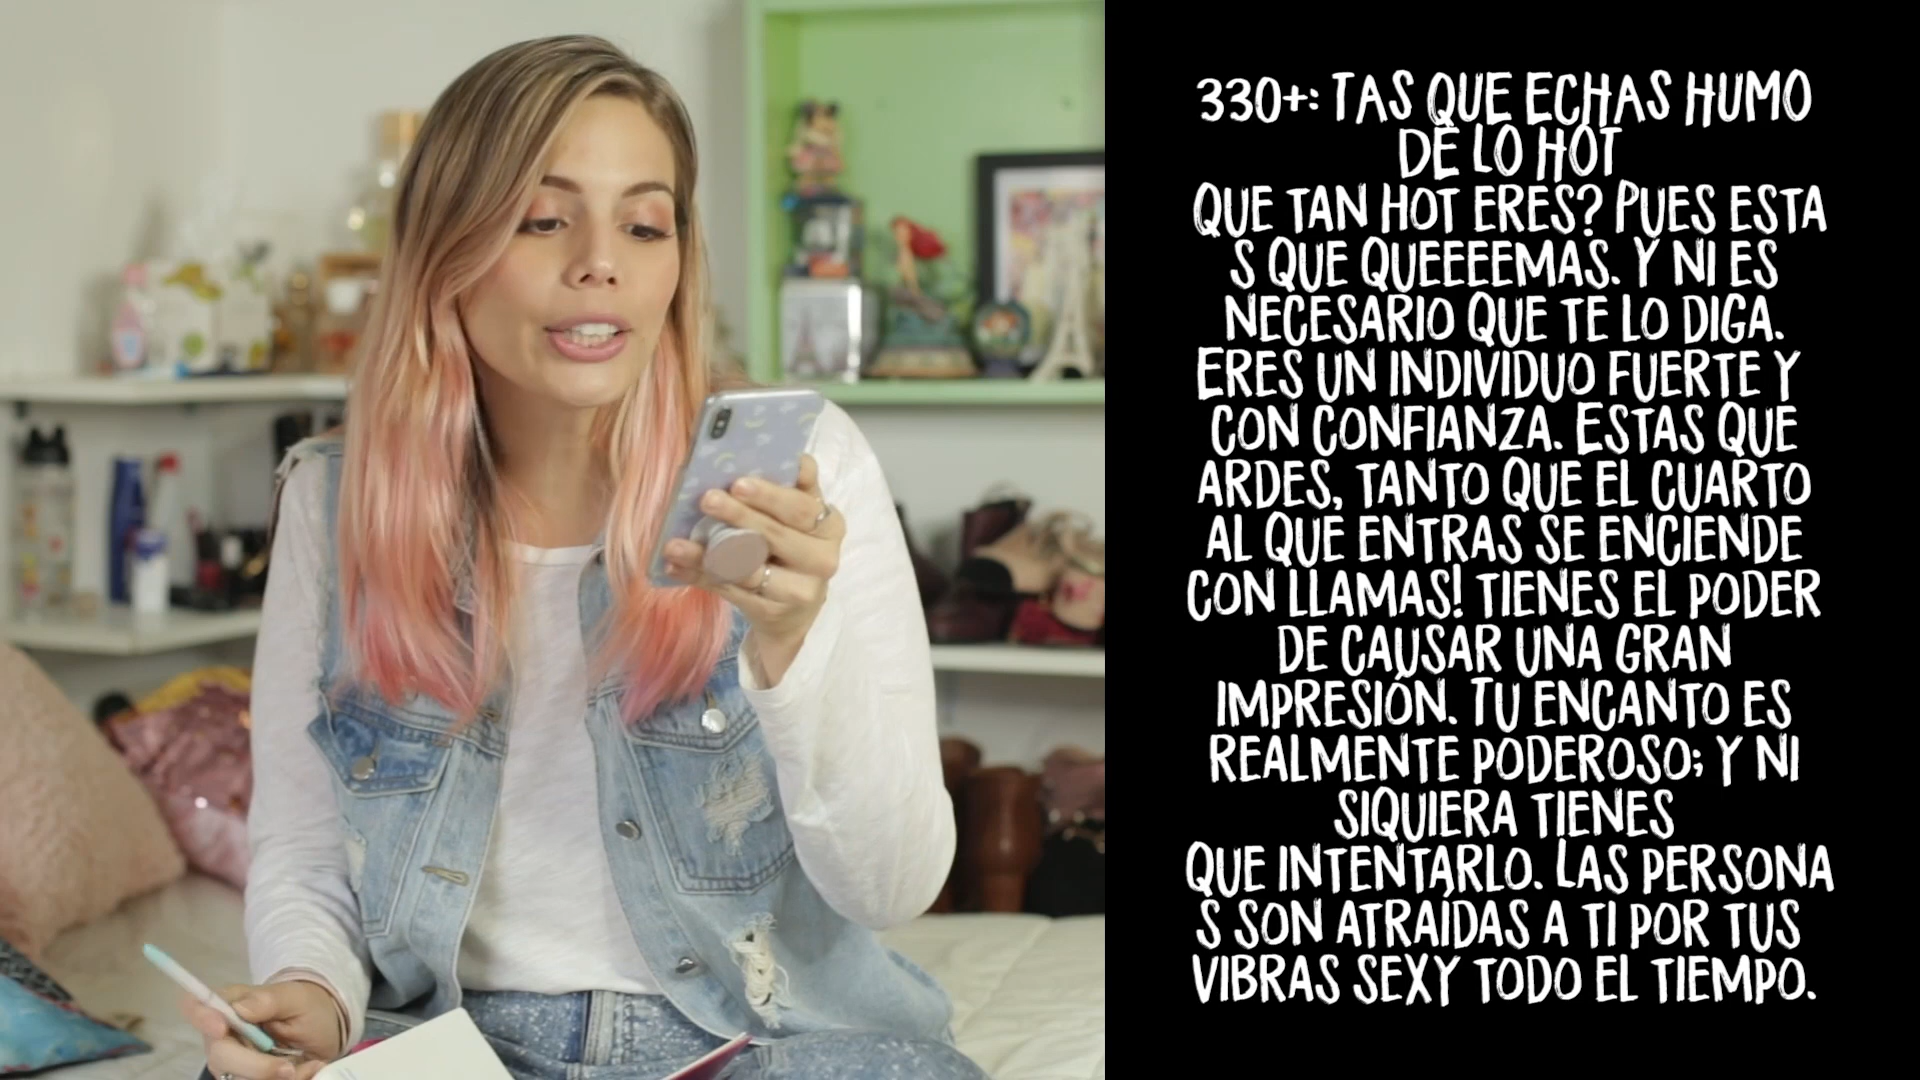 330+: TAS QUE ECHAS HUMO
DE LO HOT
QUE TAN HOT ERES? PUES ESTA
S QUE QUEEEEMAS. Y NI ES
NECESARIO QUE TE LO DIGA.
ERES UN INDIVIDUO FUERTE Y
CON CONFIANZA. ESTAS QUE
ARDES, TANTO QUE EL CUARTO
AL QUE ENTRAS SE ENCIENDE
CON LLAMAS! TIENES EL PODER
DE CAUSAR UNA GRAN
IMPRESIÓN. TU ENCANTO ES
REALMENTE PODEROSO; Y NI
SIQUIERA TIENES
QUE INTENTARLO. LAS PERSONA
S SON ATRAÍDAS A TI POR TUS
VIBRAS SEXY TODO EL TIEMPO.